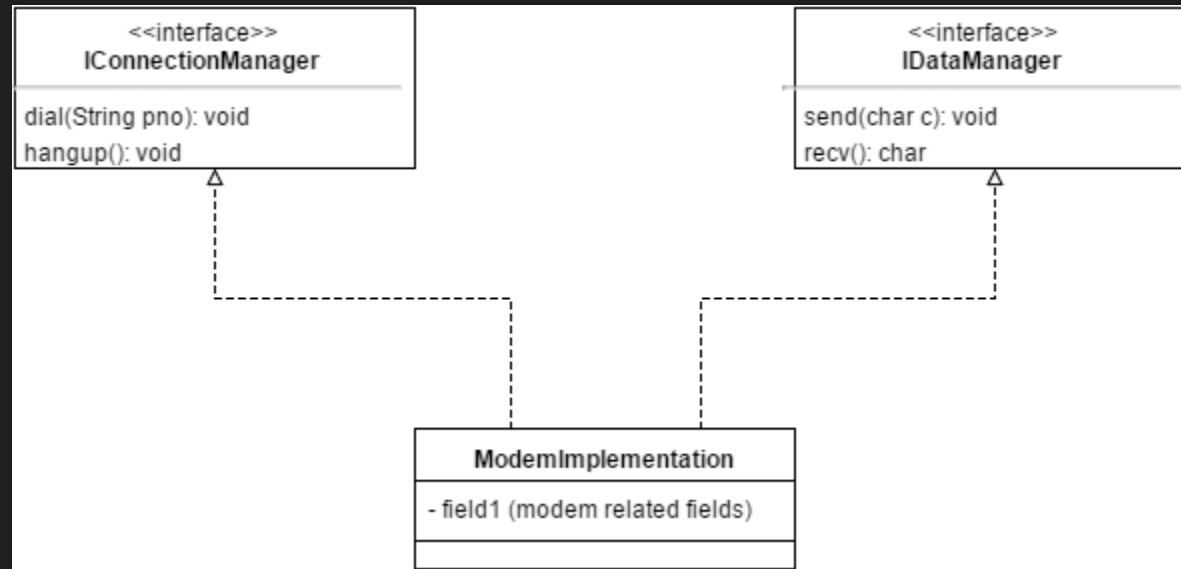 <<interface>>
IConnectionManager
dial(String pno): void
hangup(): void
<<interface>>
IDataManager
send(char c): void
recv(): char
ModemImplementation
- field1 (modem related fields)